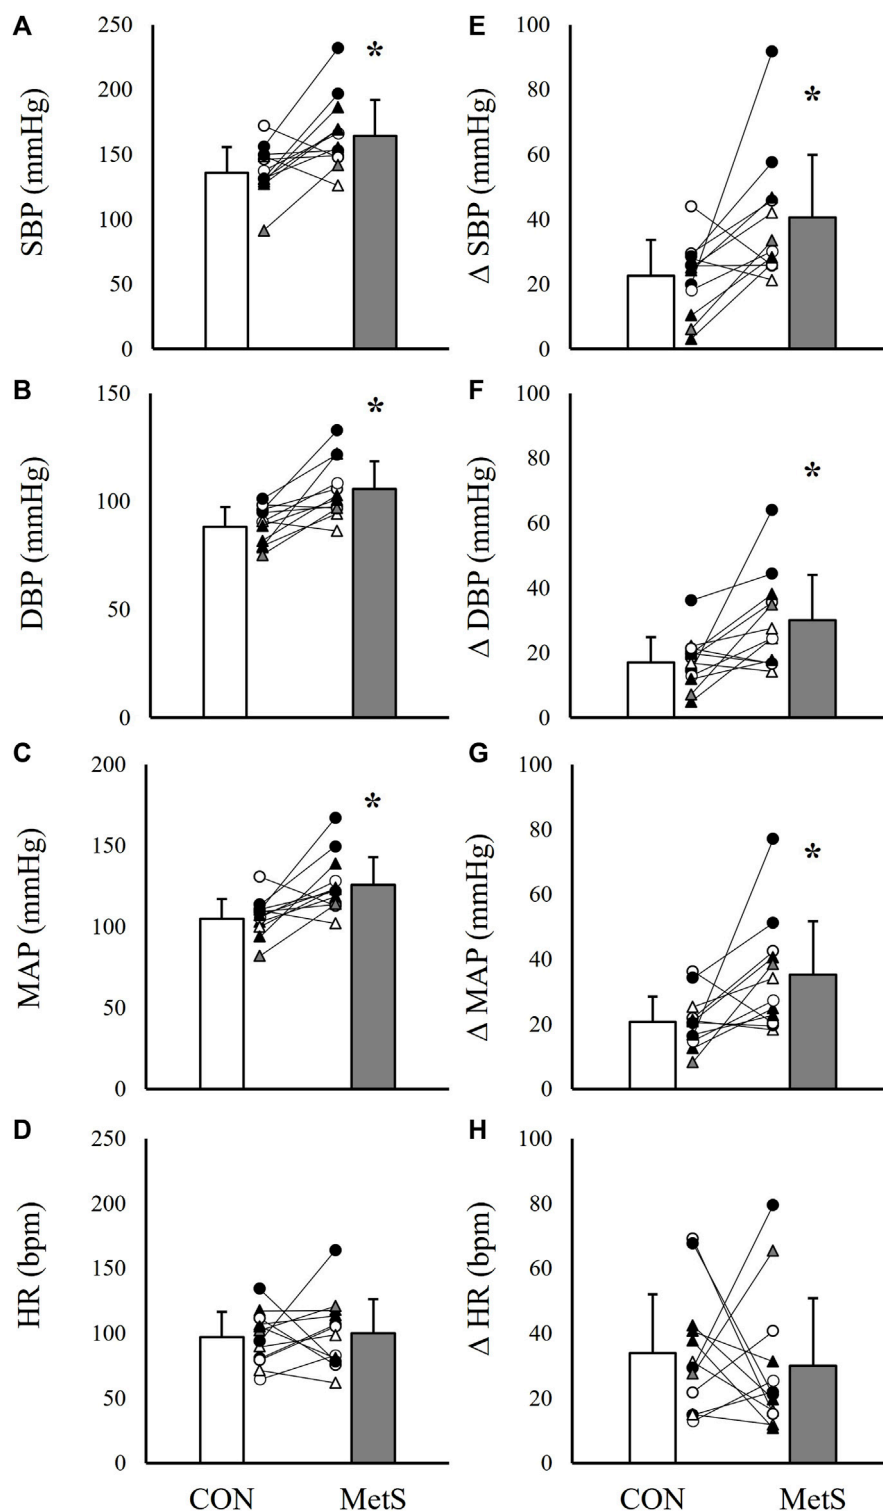 A
SBP (mmHg)
250
200
150
100
50
0
*
E
Δ SBP (mmHg)
100
80
60
40
20
0
*
B
DBP (mmHg)
150
100
50
0
*
F
Δ DBP (mmHg)
100
80
60
40
20
0
*
C
MAP (mmHg)
200
150
100
50
0
*
G
Δ MAP (mmHg)
100
80
60
40
20
0
*
D
HR (bpm)
250
200
150
100
50
0
CON MetS
H
Δ HR (bpm)
100
80
60
40
20
0
CON MetS